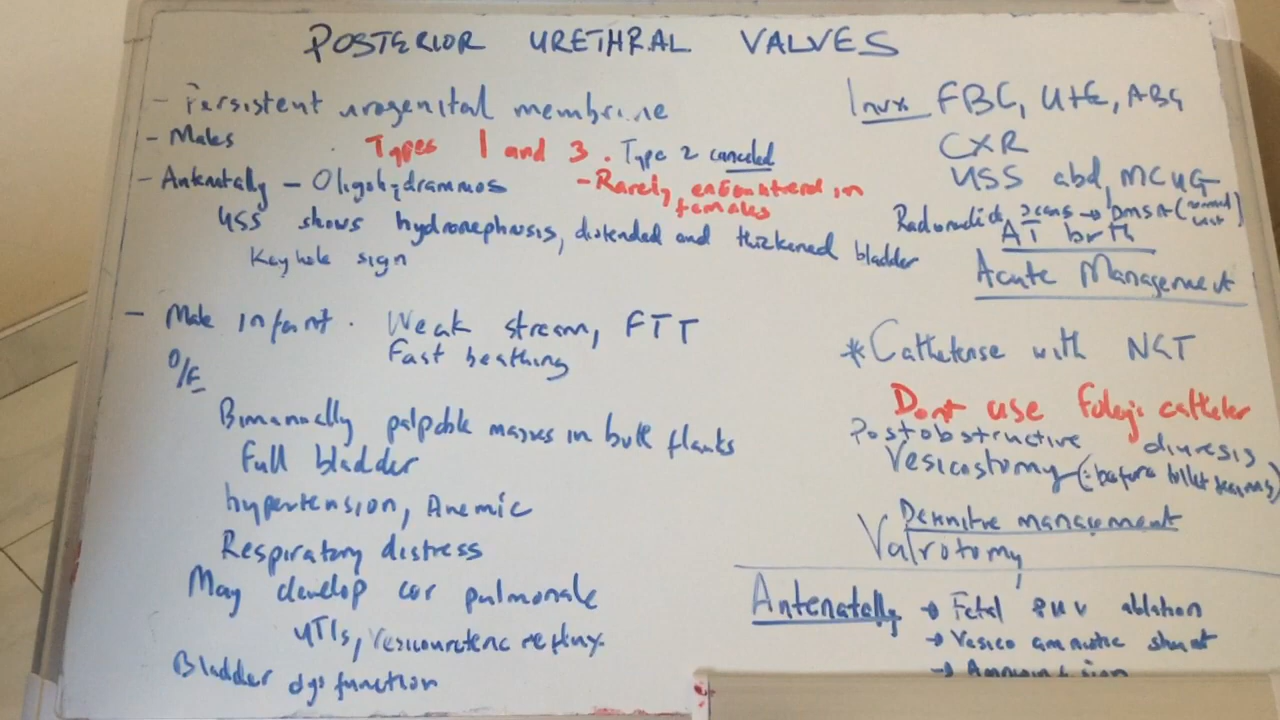 POSTERIOR URETHRAL VALVES
- Persistent urogenital membrane
- Males
Types 1 and 3. Type 2 canceled
- Rarely encountered in
females
- Antenatally - Oligohydramnios
USS shows hydronephrosis, distended and thickened bladder
Keyhole sign
- Male infant. Weak stream, FTT
Fast beathing
O/E
Bimanually palpable masses in both flanks
Full bladder
hypertension, Anemic
Respiratory distress
May develop cor pulmonale
UTIs, Vesicoureteric reflux
Bladder dysfunction
Invx FBC, U+E, ABG
CXR
USS abd, MCUG
Radionuclide scans → DMSA (
AT birth
Acute Management
*Catheterise with NGT
Dont use Foley's catheter
Postobstructive diuresis
Vesicostomy (before
Definitive management
Valvotomy
Antenatally → Fetal PUV ablation
→ Vesico amniotic shunt
→